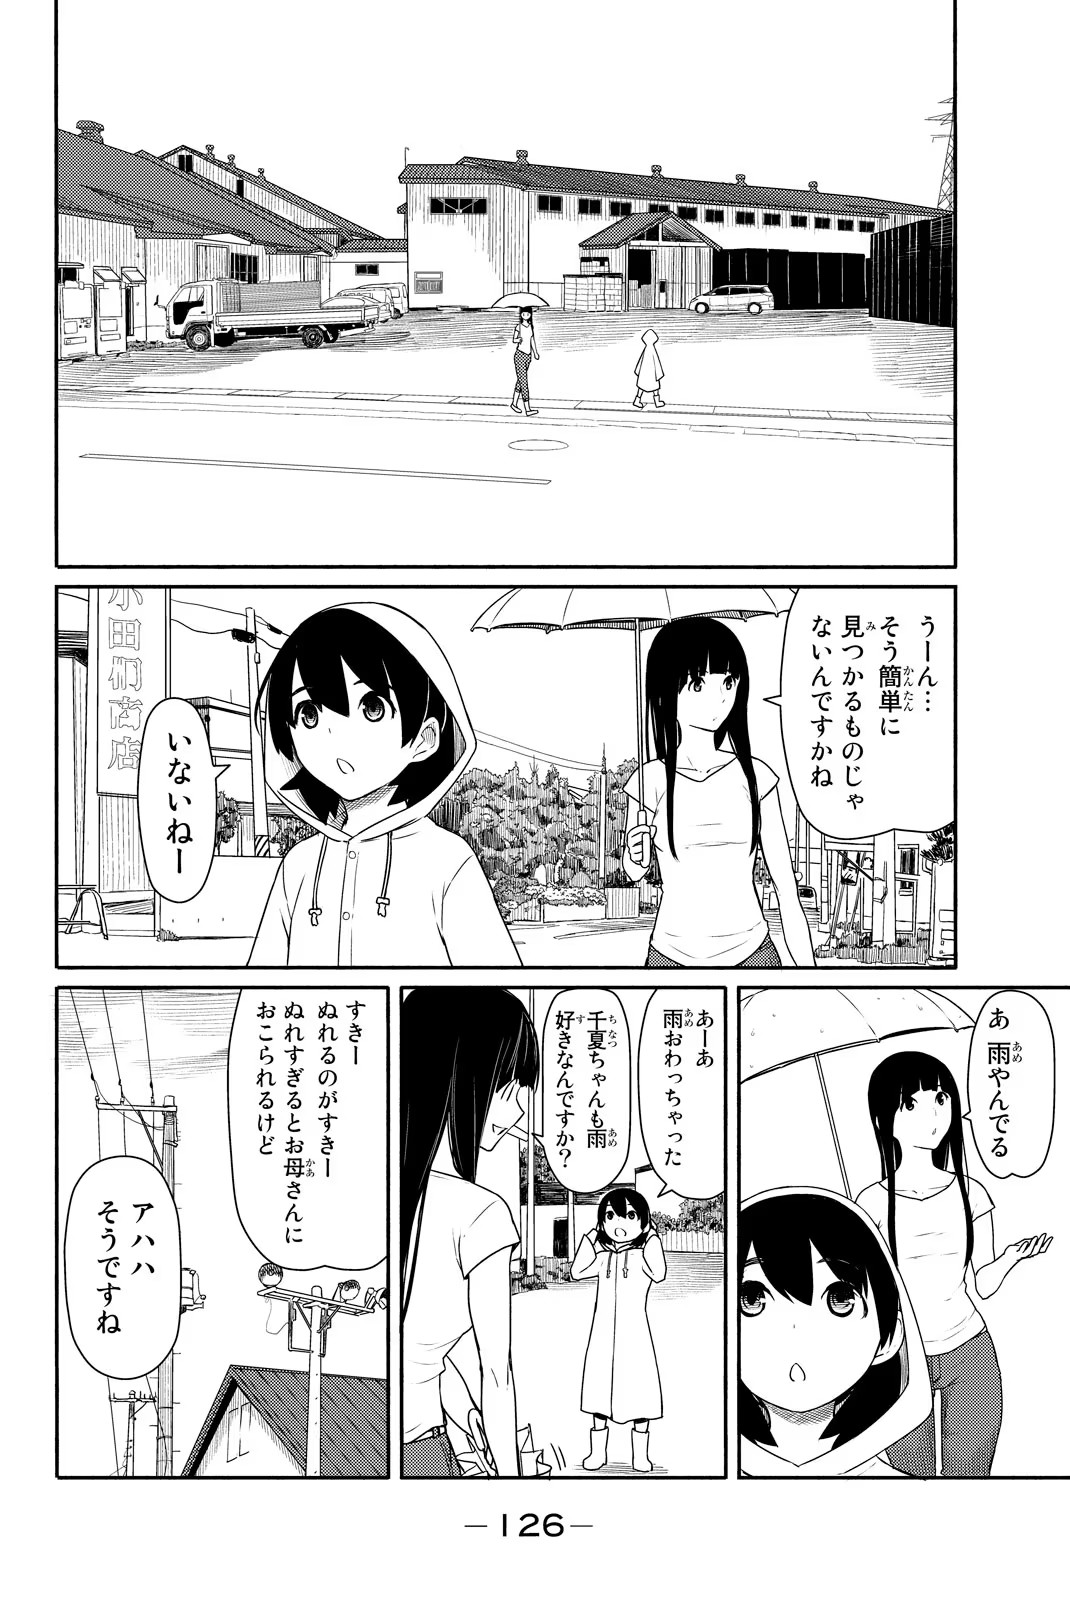 うーん…
そう簡単に
見つかるものじゃ
ないんですかね
小田們商店
いないねー
あ 雨やんでる
あーあ
雨おわっちゃった
千夏ちゃんも雨
好きなんですか?
すきー
ぬれるのがすきー
ぬれすぎるとお母さんに
おこられるけど
アハハ
そうですね
—126—